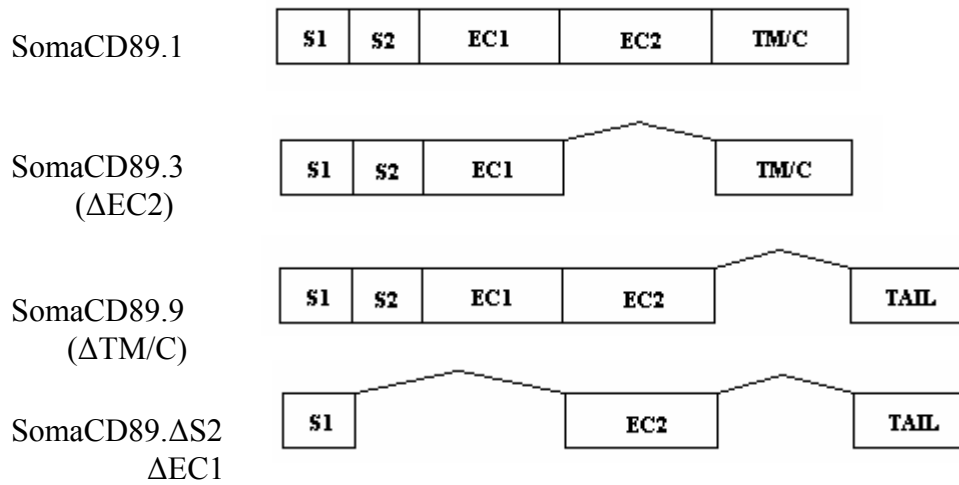 SomaCD89.1 S1 S2 EC1 EC2 TM/C
SomaCD89.3 S1 S2 EC1 TM/C
(ΔEC2)
SomaCD89.9 S1 S2 EC1 EC2 TAIL
(ΔTM/C)
SomaCD89.ΔS2 S1 EC2 TAIL
ΔEC1